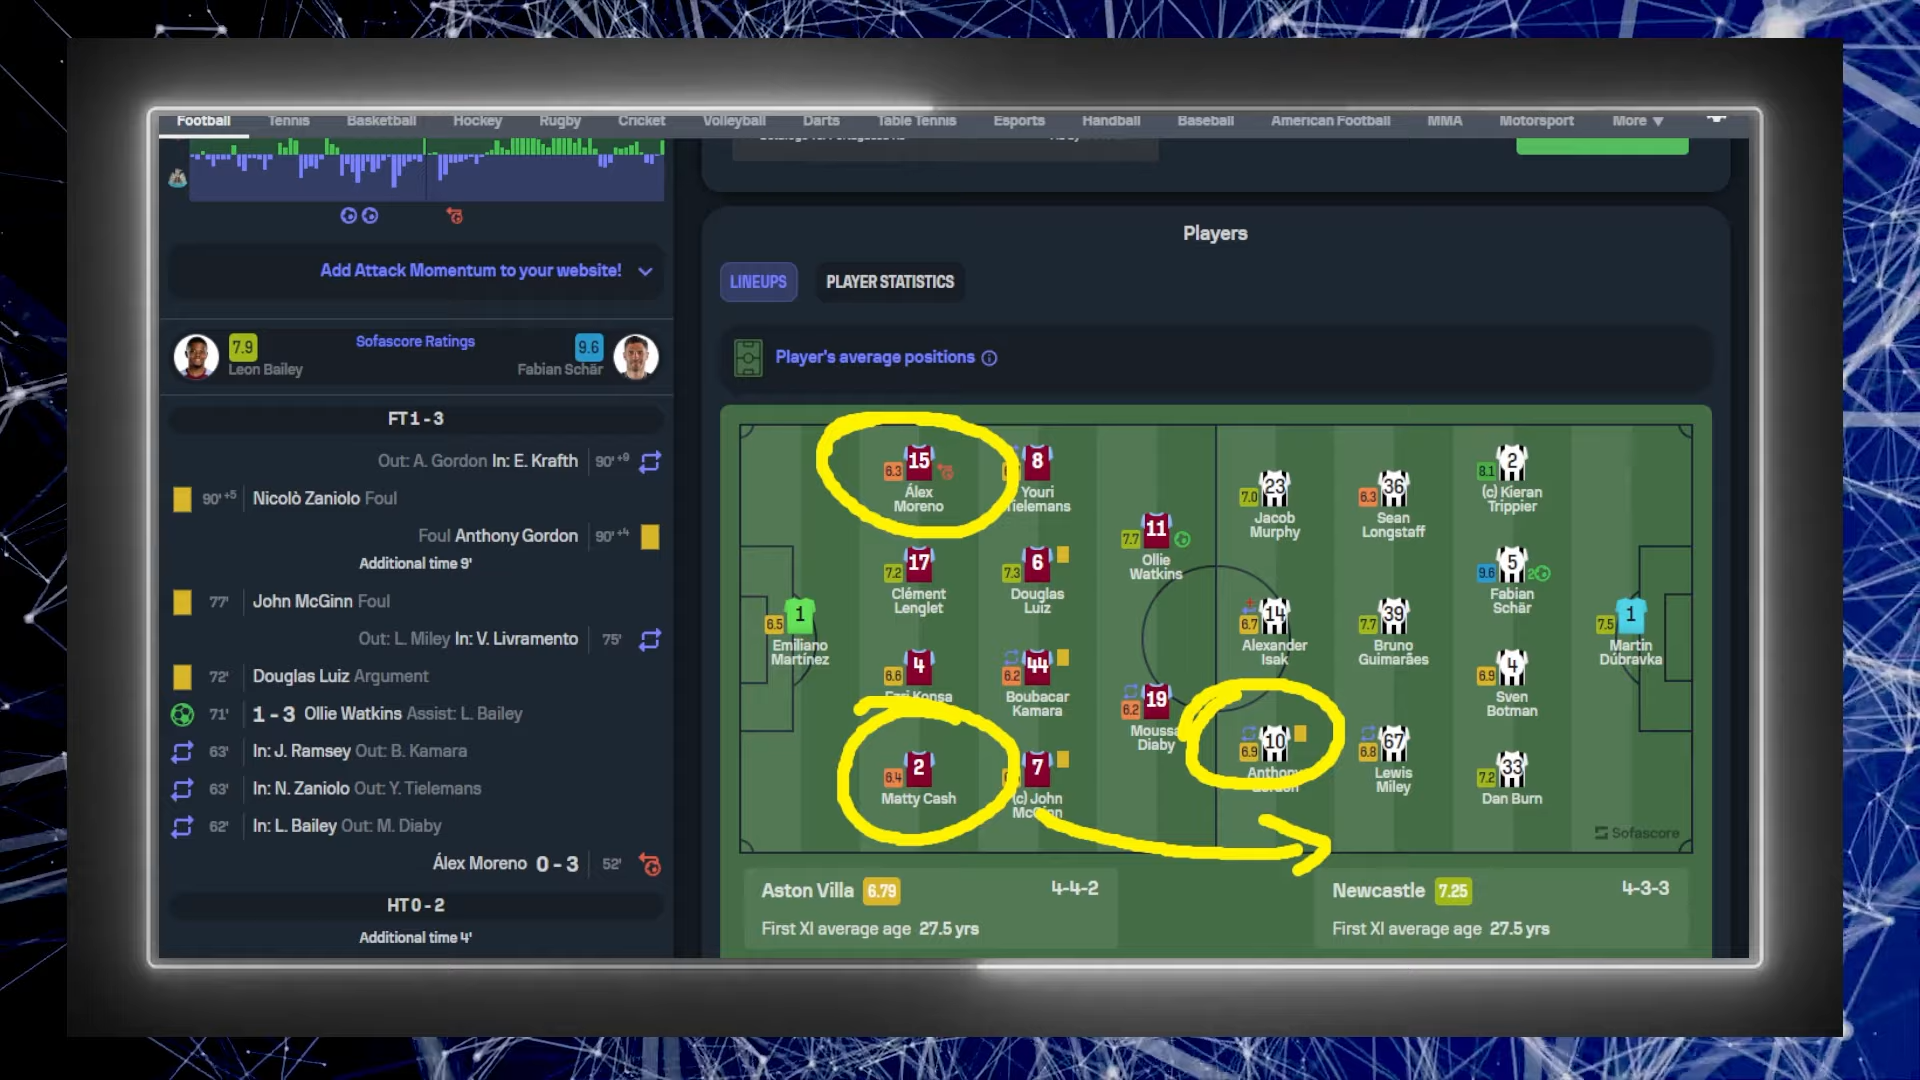 Football Tennis Basketball Hockey Rugby Cricket Volleyball Darts Table Tennis Esports Handball Baseball American Football MMA Motorsport More
Add Attack Momentum to your website!
7.9 Sofascore Ratings 9.6
Leon Bailey Fabian Schär
FT 1 - 3
Out: A. Gordon In: E. Krafth 90' +9
90' +5 Nicolò Zaniolo Foul
Foul Anthony Gordon 90' +4
Additional time 9'
77' John McGinn Foul
Out: L. Miley In: V. Livramento 75'
72' Douglas Luiz Argument
71' 1 - 3 Ollie Watkins Assist: L. Bailey
63' In: J. Ramsey Out: B. Kamara
63' In: N. Zaniolo Out: Y. Tielemans
62' In: L. Bailey Out: M. Diaby
Álex Moreno 0 - 3 52'
HT 0 - 2
Additional time 4'
Players
LINEUPS PLAYER STATISTICS
Player's average positions
1
6.5
Emiliano
Martínez
15
6.3
Álex
Moreno
17
7.2
Clément
Lenglet
4
6.6
Ezri Konsa
2
6.4
Matty Cash
8
Youri
Tielemans
6
7.3
Douglas
Luiz
44
6.2
Boubacar
Kamara
7
(c) John
McGinn
11
7.7
Ollie
Watkins
19
6.2
Moussa
Diaby
23
7.0
Jacob
Murphy
14
6.7
Alexander
Isak
10
6.9
Anthony
Gordon
36
6.3
Sean
Longstaff
39
7.7
Bruno
Guimarães
67
6.8
Lewis
Miley
2
8.1
(c) Kieran
Trippier
5
9.6 2
Fabian
Schär
4
6.9
Sven
Botman
33
7.2
Dan Burn
1
7.5
Martin
Dúbravka
Sofascore
Aston Villa 6.79 4-4-2
First XI average age 27.5 yrs
Newcastle 7.25 4-3-3
First XI average age 27.5 yrs